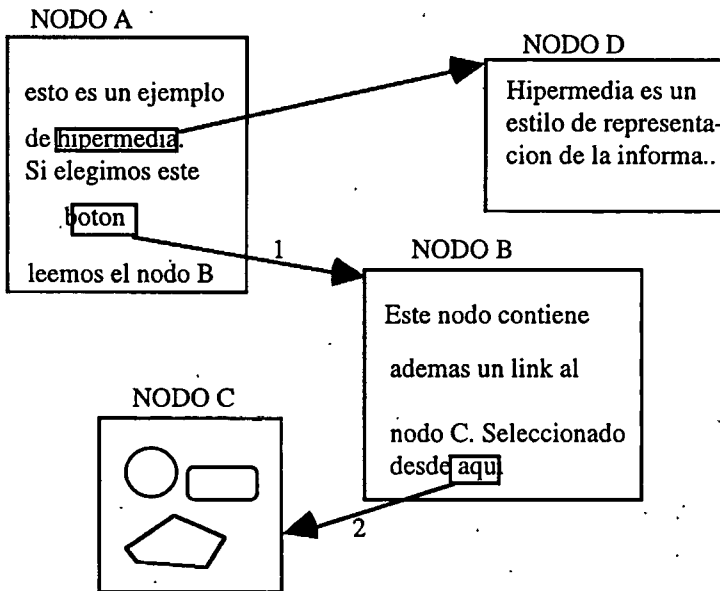 NODO A
esto es un ejemplo
de hipermedia.
Si elegimos este
boton
leemos el nodo B
NODO D
Hipermedia es un
estilo de representa-
cion de la informa..
1
NODO B
Este nodo contiene
ademas un link al
nodo C. Seleccionado
desde aqui.
2
NODO C